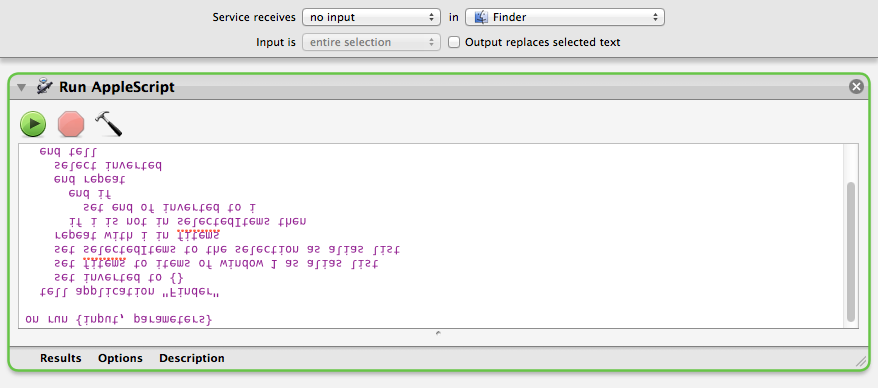 Service receives no input in Finder
Input is entire selection Output replaces selected text
Run AppleScript
on run {input, parameters}
tell application "Finder"
set inverted to {}
set fitems to items of window 1 as alias list
set selectedItems to the selection as alias list
repeat with i in fitems
if i is not in selectedItems then
set end of inverted to i
end if
end repeat
select inverted
end tell
Results Options Description